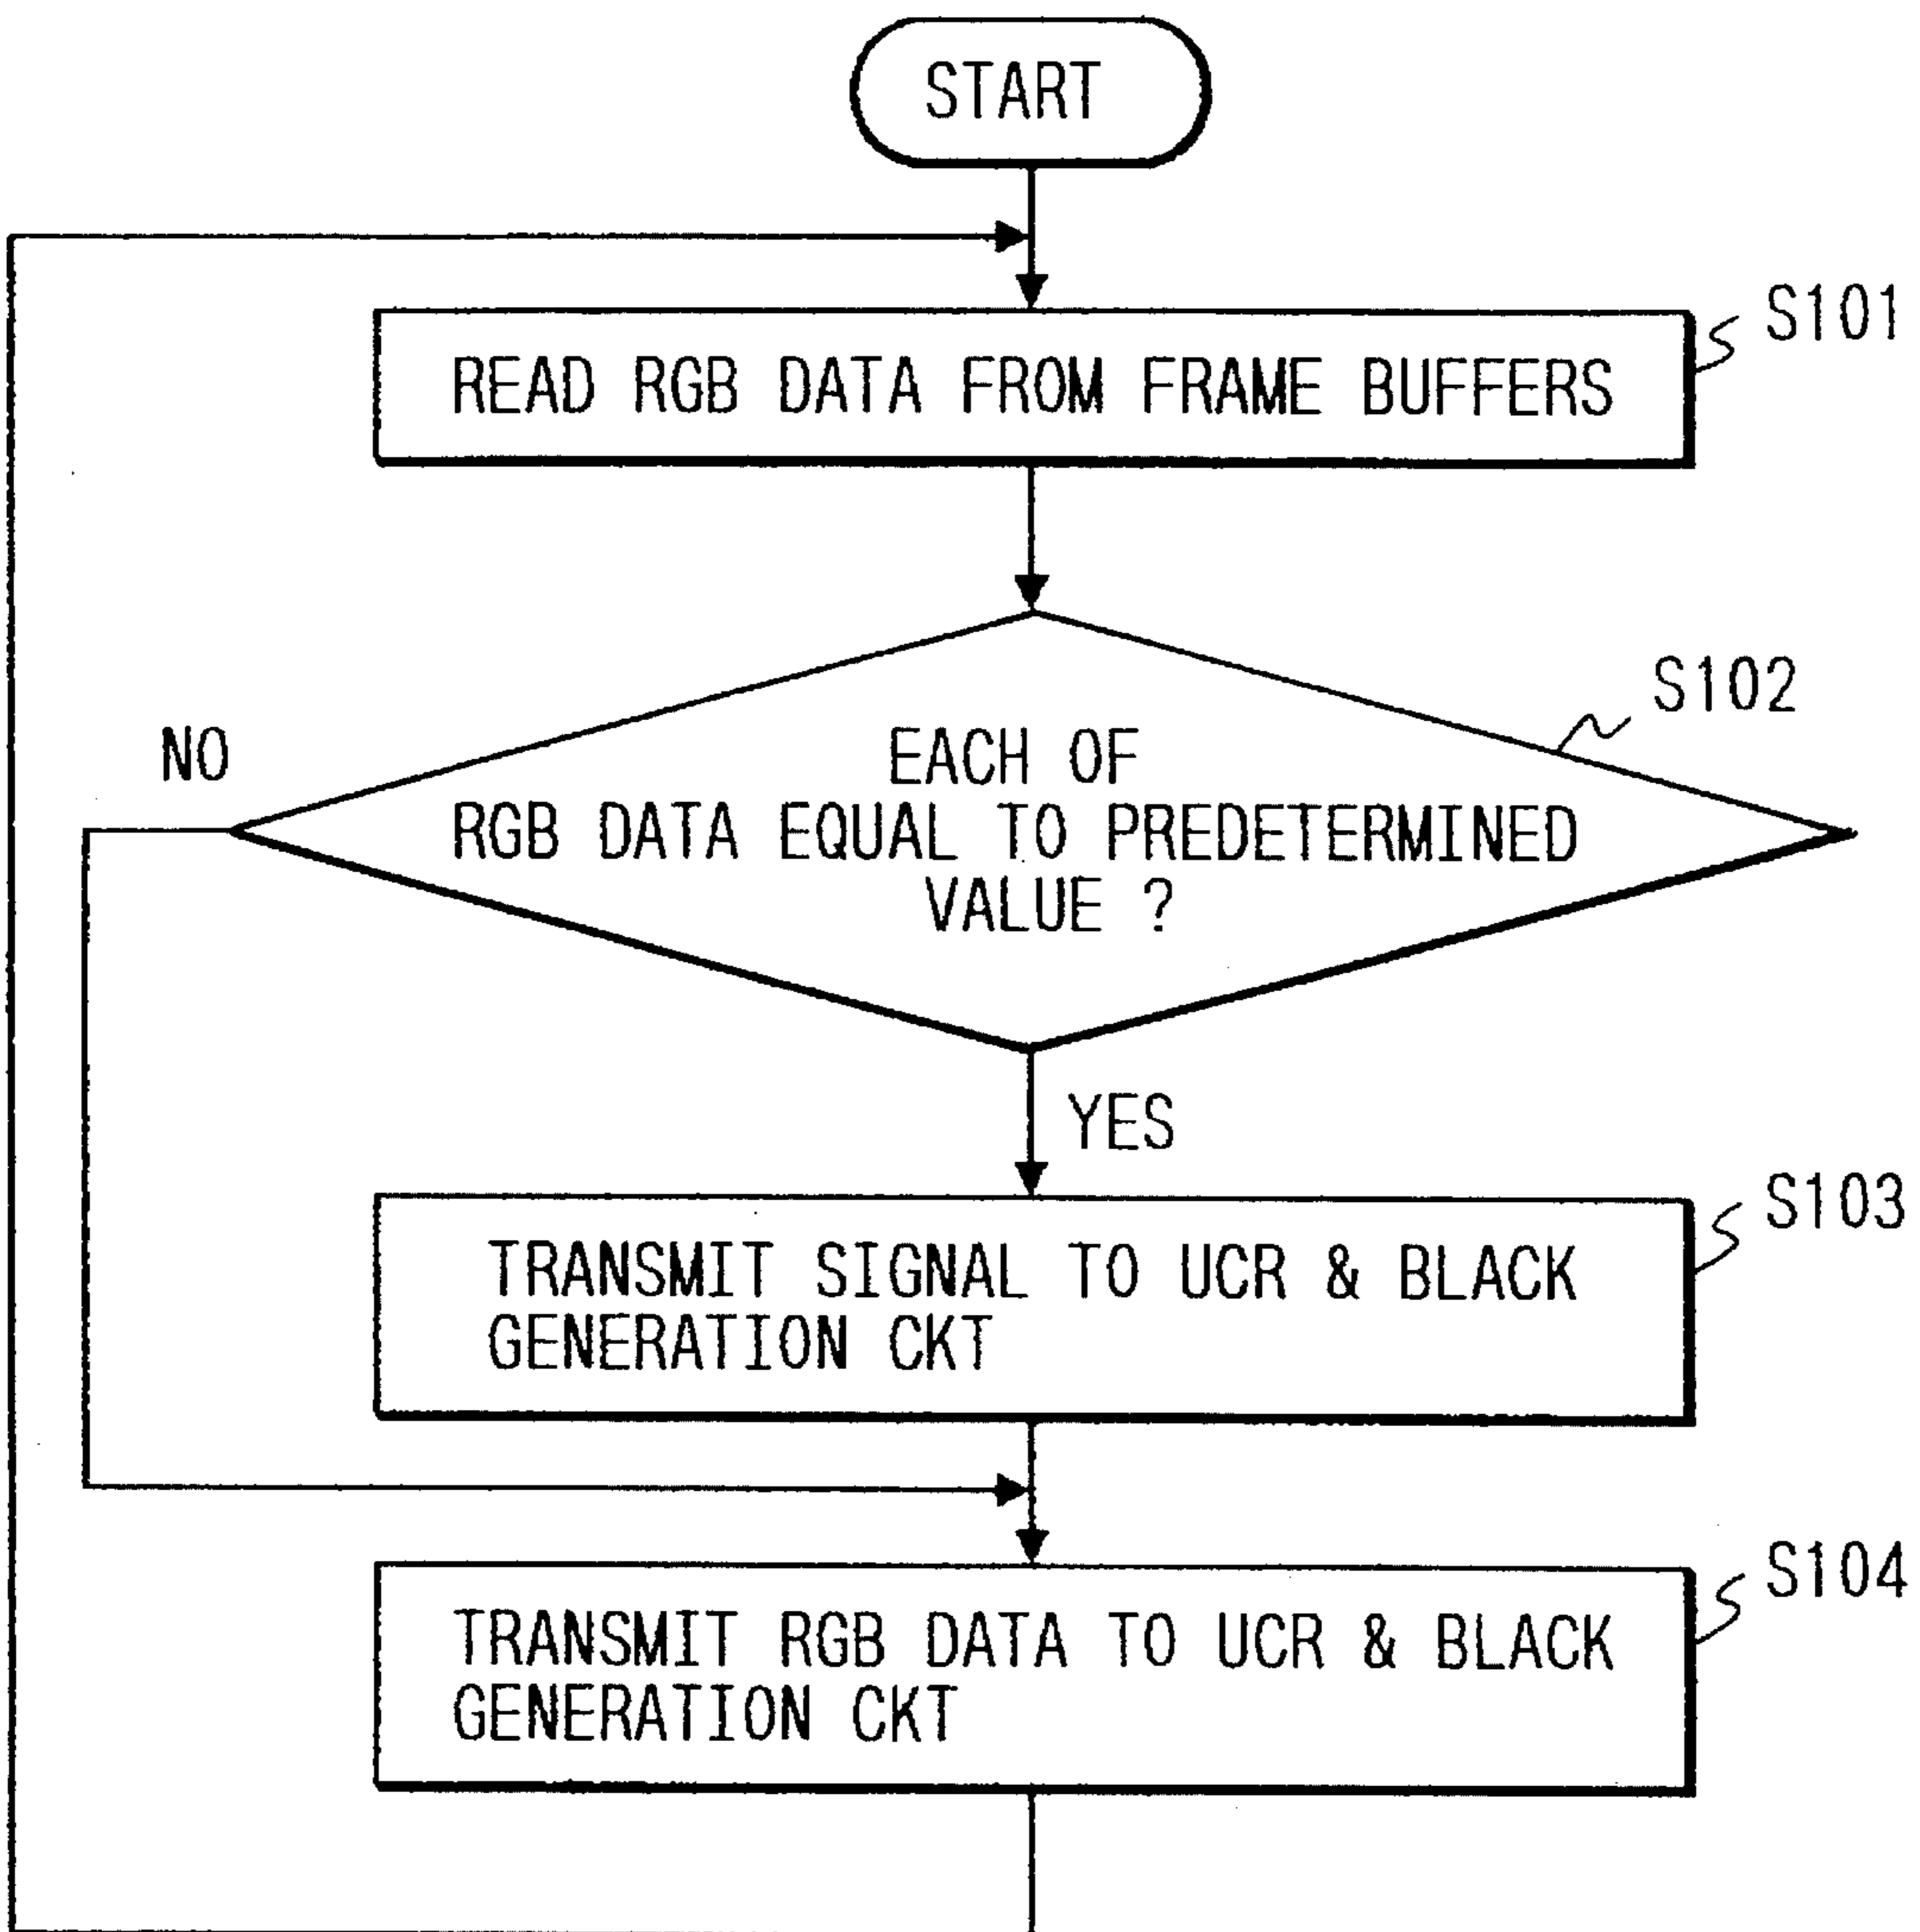 START
S101
READ RGB DATA FROM FRAME BUFFERS
S102
NO
EACH OF
RGB DATA EQUAL TO PREDETERMINED
VALUE ?
YES
S103
TRANSMIT SIGNAL TO UCR & BLACK
GENERATION CKT
S104
TRANSMIT RGB DATA TO UCR & BLACK
GENERATION CKT